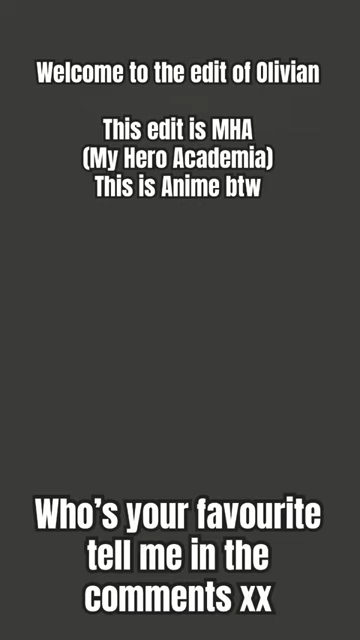 Welcome to the edit of Olivian
This edit is MHA
(My Hero Academia)
This is Anime btw
Who's your favourite
tell me in the
comments xx